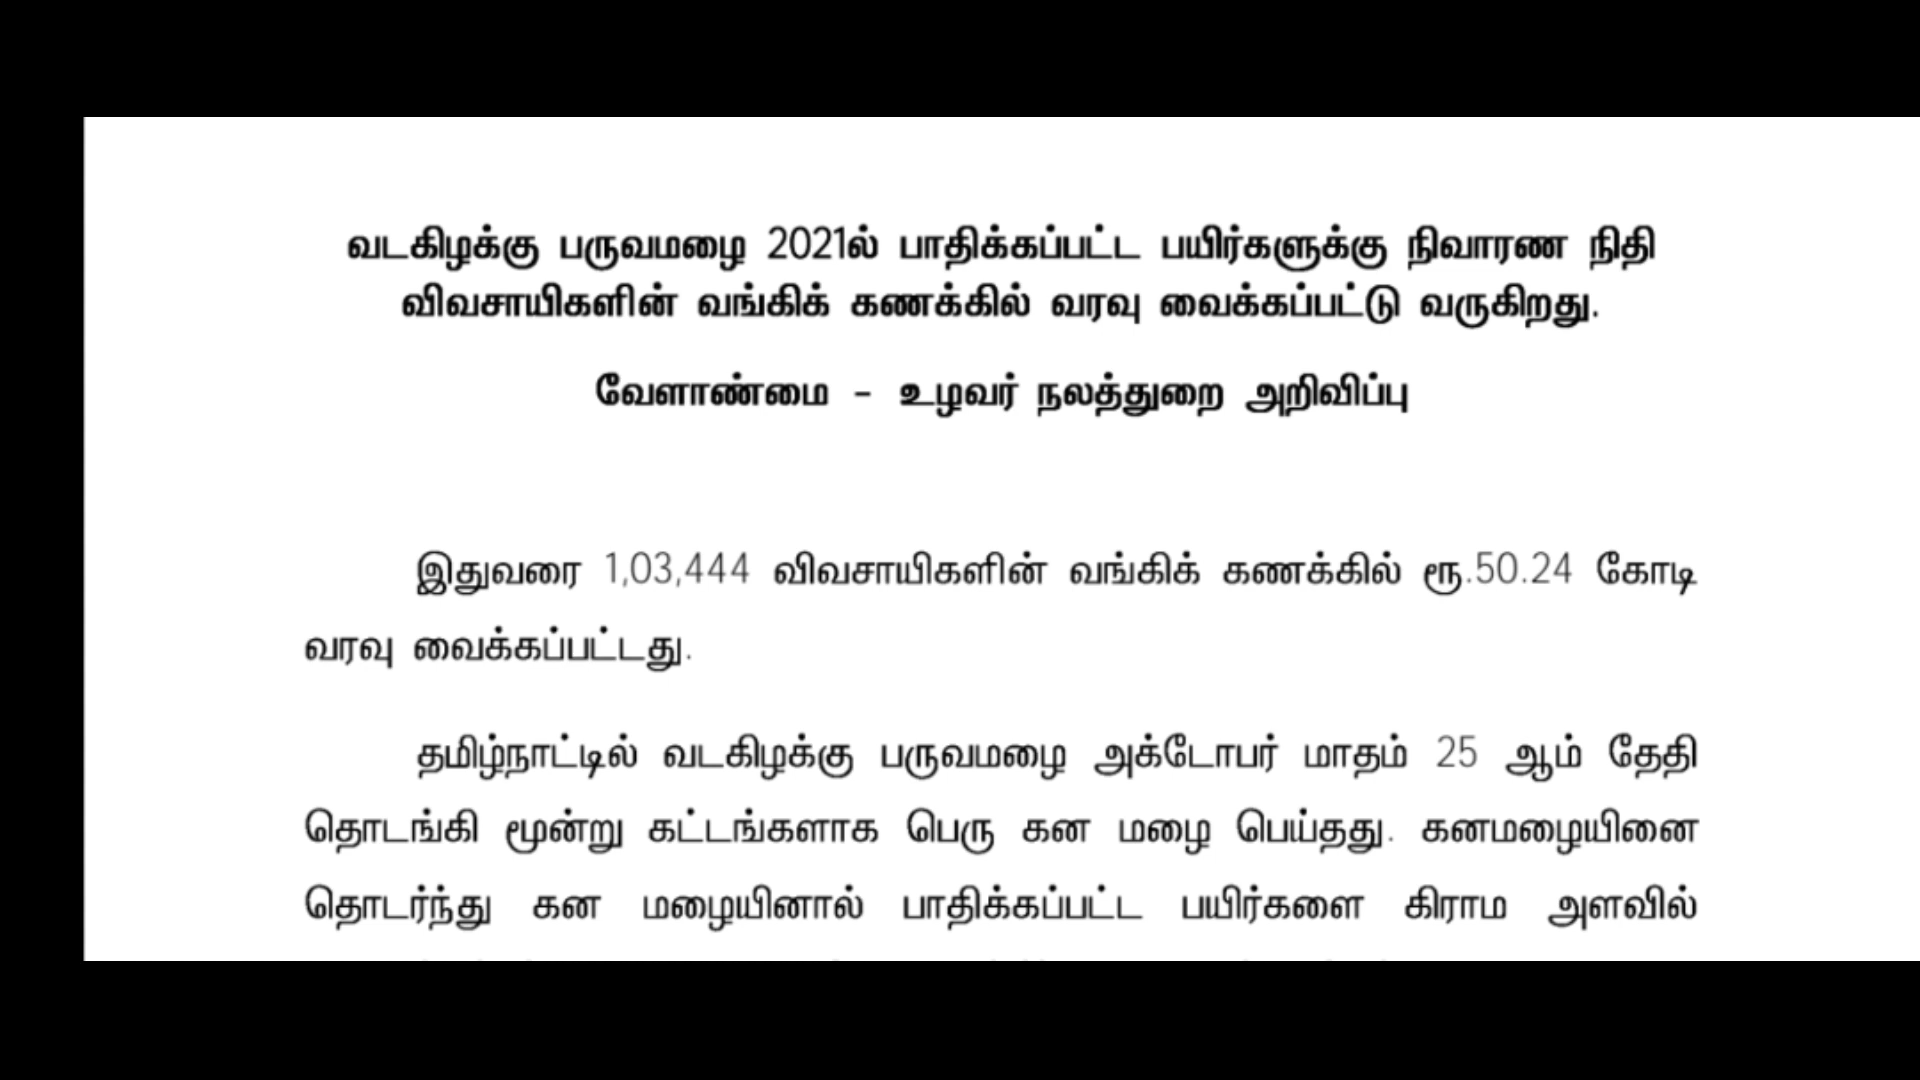 வடகிழக்கு பருவமழை 2021ல் பாதிக்கப்பட்ட பயிர்களுக்கு நிவாரண நிதி
விவசாயிகளின் வங்கிக் கணக்கில் வரவு வைக்கப்பட்டு வருகிறது.
வேளாண்மை – உழவர் நலத்துறை அறிவிப்பு
இதுவரை 1,03,444 விவசாயிகளின் வங்கிக் கணக்கில் ரூ.50.24 கோடி
வரவு வைக்கப்பட்டது.
தமிழ்நாட்டில் வடகிழக்கு பருவமழை அக்டோபர் மாதம் 25 ஆம் தேதி
தொடங்கி மூன்று கட்டங்களாக பெரு கன மழை பெய்தது. கனமழையினை
தொடர்ந்து கன மழையினால் பாதிக்கப்பட்ட பயிர்களை கிராம அளவில்